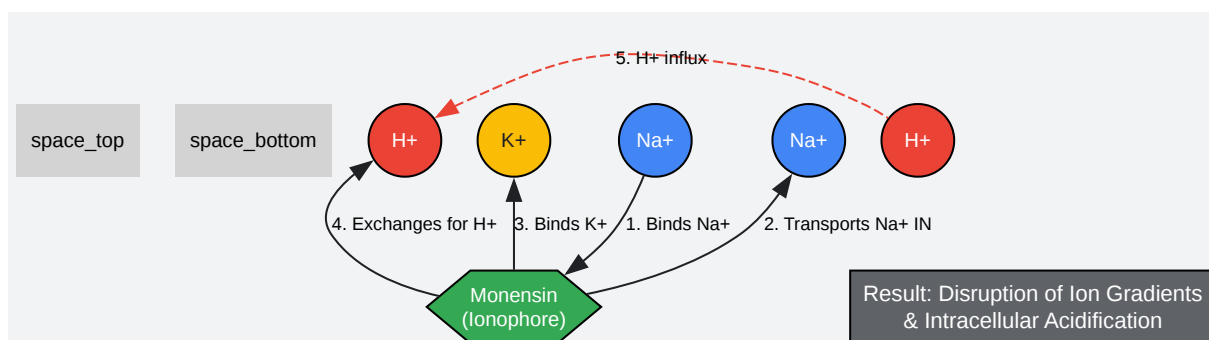 5. H+ influx
space_top
space_bottom
H+
K+
Na+
Na+
H+
4. Exchanges for H+
3. Binds K+
1. Binds Na+
2. Transports Na+ IN
Monensin
(Ionophore)
Result: Disruption of Ion Gradients
& Intracellular Acidification